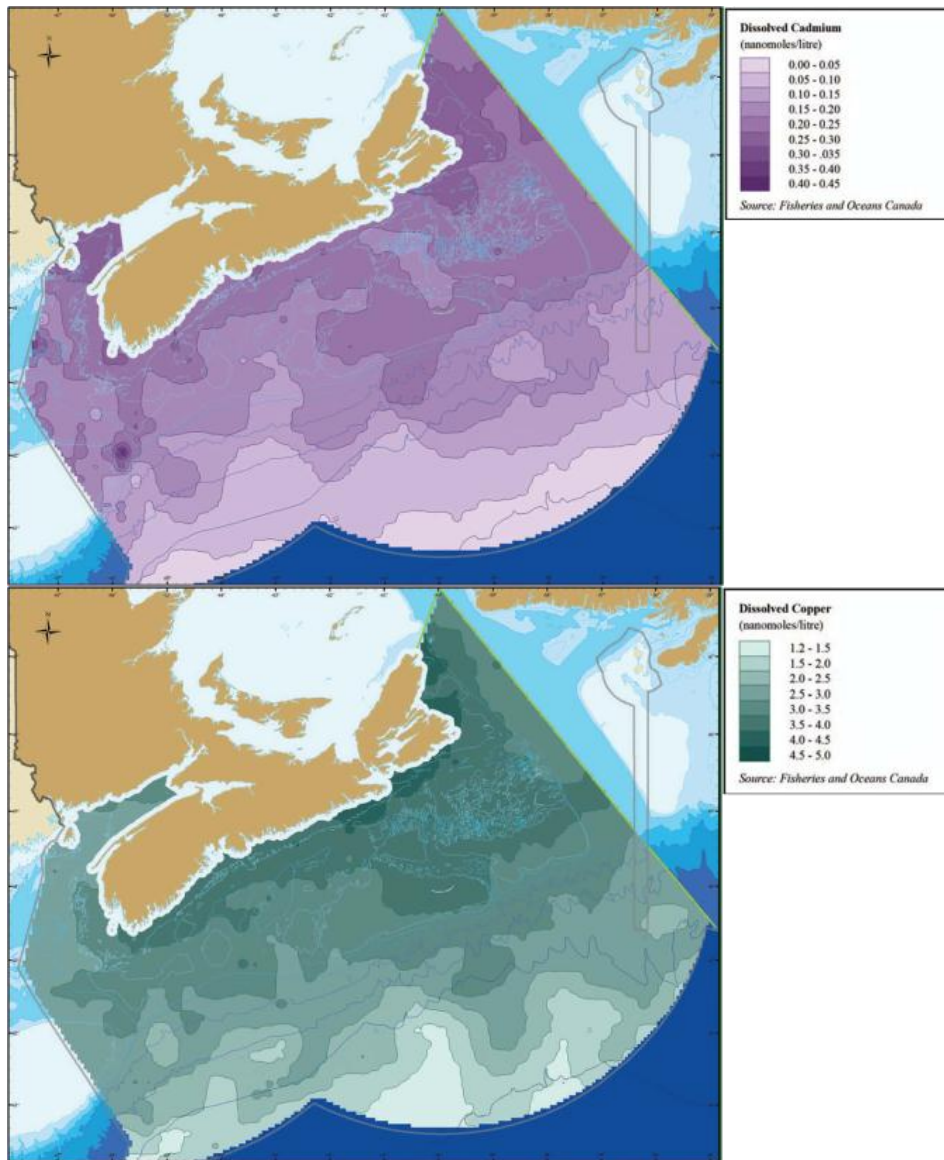 Dissolved Cadmium
(nanomoles/litre)
0.00 - 0.05
0.05 - 0.10
0.10 - 0.15
0.15 - 0.20
0.20 - 0.25
0.25 - 0.30
0.30 - .035
0.35 - 0.40
0.40 - 0.45
Source: Fisheries and Oceans Canada
N
Dissolved Copper
(nanomoles/litre)
1.2 - 1.5
1.5 - 2.0
2.0 - 2.5
2.5 - 3.0
3.0 - 3.5
3.5 - 4.0
4.0 - 4.5
4.5 - 5.0
Source: Fisheries and Oceans Canada
N